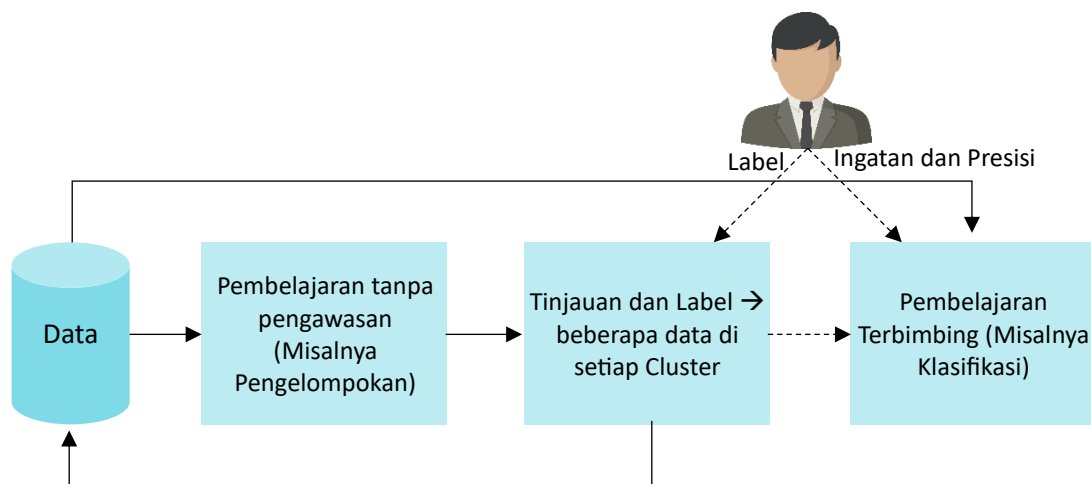 Label
Ingatan dan Presisi
Data
Pembelajaran tanpa
pengawasan
(Misalnya
Pengelompokan)
Tinjauan dan Label →
beberapa data di
setiap Cluster
Pembelajaran
Terbimbing (Misalnya
Klasifikasi)